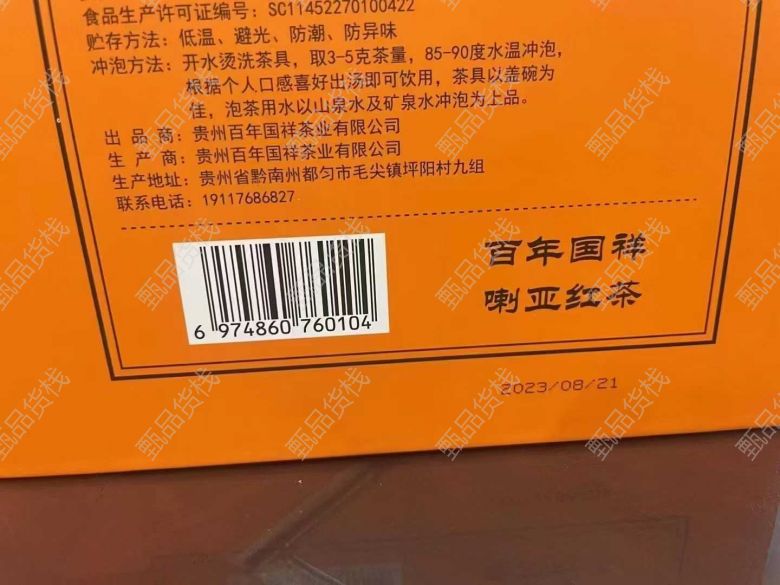 食品生产许可证编号：SC11452270100422
贮存方法：低温、避光、防潮、防异味
冲泡方法：开水烫洗茶具，取3-5克茶量，85-90度水温冲泡，
根据个人口感喜好出汤即可饮用，茶具以盖碗为
佳，泡茶用水以山泉水及矿泉水冲泡为上品。
出品商：贵州百年国祥茶业有限公司
生产商：贵州百年国祥茶业有限公司
生产地址：贵州省黔南州都匀市毛尖镇坪阳村九组
联系电话：19117686827
6 974860 760104
百年国祥
喇亚红茶
2023/08/21
甄品货栈